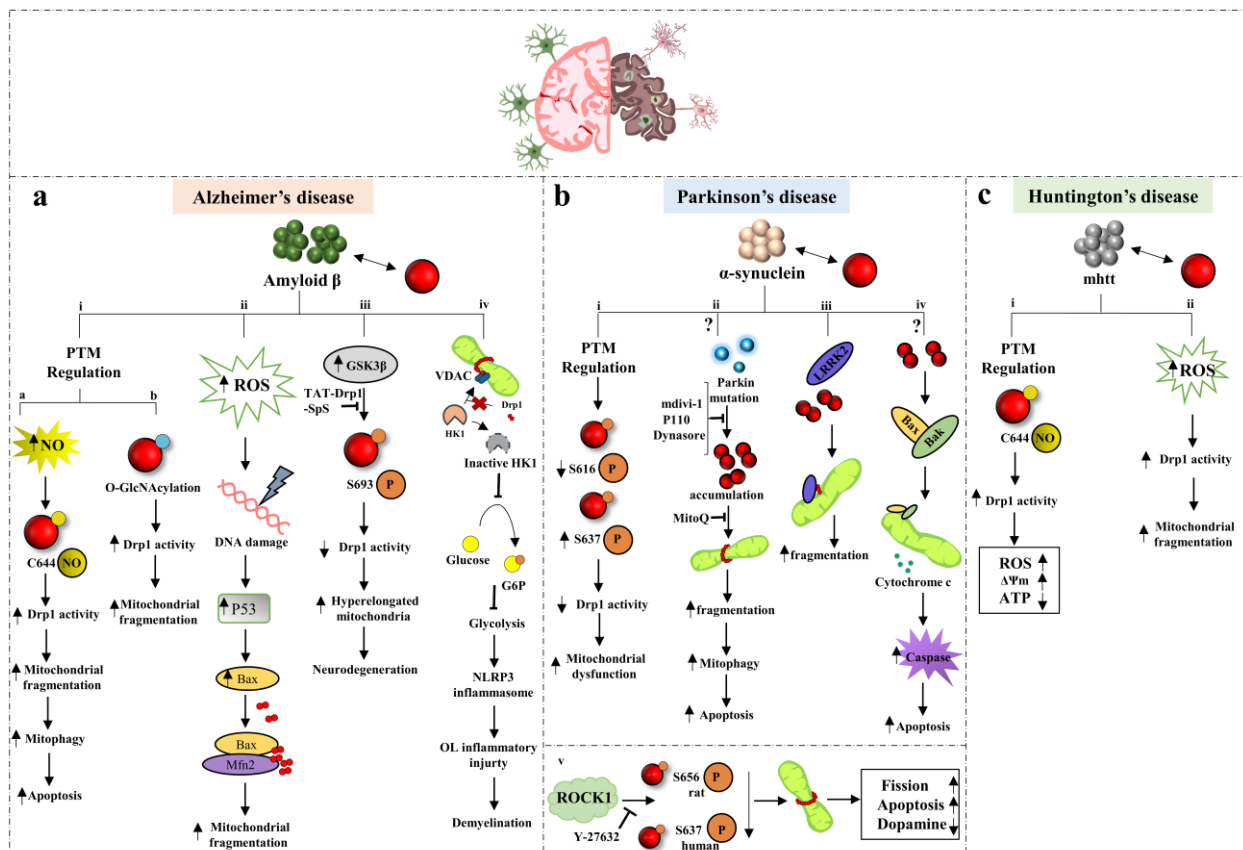 a
Alzheimer's disease
Amyloid β
i
ii
iii
iv
PTM
Regulation
a
b
NO
C644
NO
Drp1 activity
Mitochondrial
fragmentation
Mitophagy
Apoptosis
O-GlcNAcylation
Drp1 activity
Mitochondrial
fragmentation
ROS
DNA damage
P53
Bax
Bax
Mfn2
Mitochondrial
fragmentation
GSK3β
TAT-Drp1
-SpS
S693
P
Drp1 activity
Hyperelongated
mitochondria
Neurodegeneration
VDAC
Drp1
HK1
Inactive HK1
Glucose
G6P
Glycolysis
NLRP3
inflammasome
OL inflammatory
injurty
Demyelination
b
Parkinson's disease
α-synuclein
i
ii
iii
iv
PTM
Regulation
S616
P
S637
P
Drp1 activity
Mitochondrial
dysfunction
?
Parkin
mutation
mdivi-1
P110
Dynasore
accumulation
MitoQ
fragmentation
Mitophagy
Apoptosis
LRRK2
fragmentation
?
Bax
Bak
Cytochrome c
Caspase
Apoptosis
v
ROCK1
Y-27632
S656
rat
P
S637
human
P
Fission
Apoptosis
Dopamine
c
Huntington's disease
mhtt
i
ii
PTM
Regulation
C644
NO
Drp1 activity
ROS
ΔΨm
ATP
ROS
Drp1 activity
Mitochondrial
fragmentation